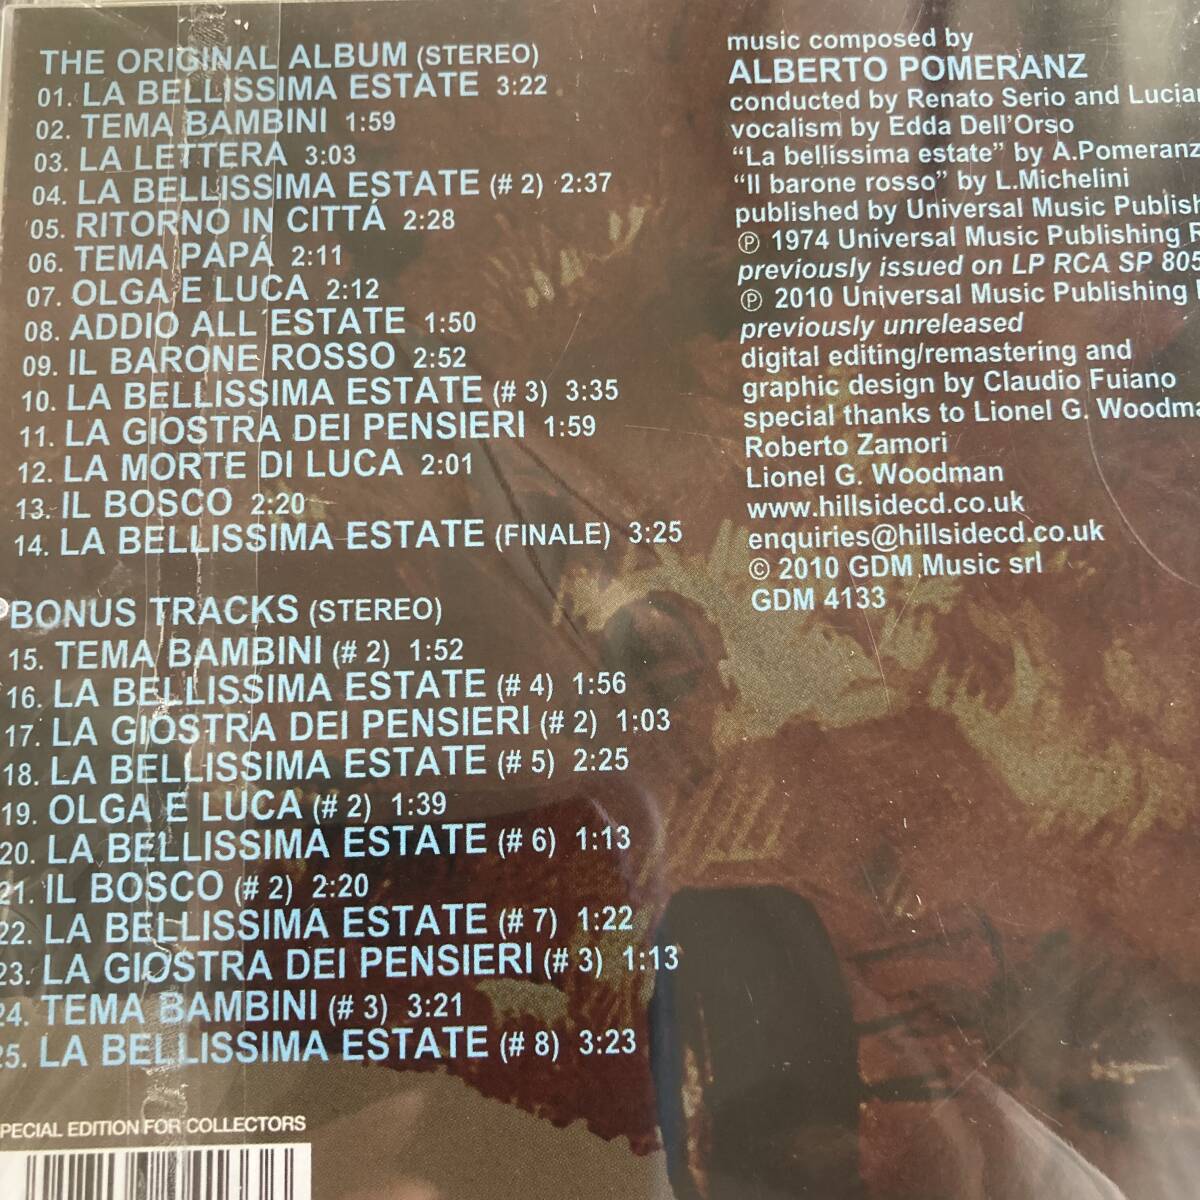 THE ORIGINAL ALBUM (STEREO)
01. LA BELLISSIMA ESTATE 3:22
02. TEMA BAMBINI 1:59
03. LA LETTERA 3:03
04. LA BELLISSIMA ESTATE (# 2) 2:37
05. RITORNO IN CITTÁ 2:28
06. TEMA PAPÁ 2:11
07. OLGA E LUCA 2:12
08. ADDIO ALL´ESTATE 1:50
09. IL BARONE ROSSO 2:52
10. LA BELLISSIMA ESTATE (# 3) 3:35
11. LA GIOSTRA DEI PENSIERI 1:59
12. LA MORTE DI LUCA 2:01
13. IL BOSCO 2:20
14. LA BELLISSIMA ESTATE (FINALE) 3:25
BONUS TRACKS (STEREO)
15. TEMA BAMBINI (# 2) 1:52
16. LA BELLISSIMA ESTATE (# 4) 1:56
17. LA GIOSTRA DEI PENSIERI (# 2) 1:03
18. LA BELLISSIMA ESTATE (# 5) 2:25
19. OLGA E LUCA (# 2) 1:39
20. LA BELLISSIMA ESTATE (# 6) 1:13
21. IL BOSCO (# 2) 2:20
22. LA BELLISSIMA ESTATE (# 7) 1:22
23. LA GIOSTRA DEI PENSIERI (# 3) 1:13
24. TEMA BAMBINI (# 3) 3:21
25. LA BELLISSIMA ESTATE (# 8) 3:23
PECIAL EDITION FOR COLLECTORS
music composed by
ALBERTO POMERANZ
conducted by Renato Serio and Lucian
vocalism by Edda Dell'Orso
"La bellissima estate" by A.Pomeranz
"Il barone rosso" by L.Michelini
published by Universal Music Publish
℗ 1974 Universal Music Publishing R
previously issued on LP RCA SP 805
℗ 2010 Universal Music Publishing
previously unreleased
digital editing/remastering and
graphic design by Claudio Fuiano
special thanks to Lionel G. Woodma
Roberto Zamori
Lionel G. Woodman
www.hillsidecd.co.uk
enquiries@hillsidecd.co.uk
© 2010 GDM Music srl
GDM 4133